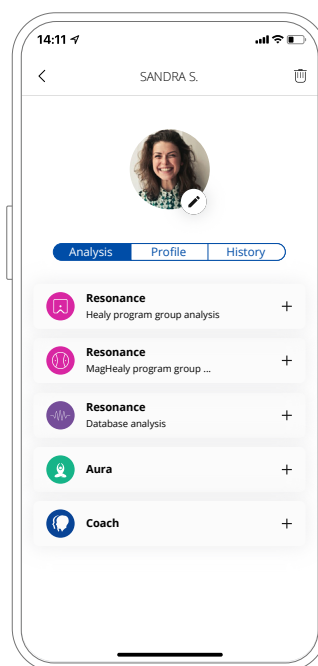 14:11
SANDRA S.
Analysis Profile History
Resonance
Healy program group analysis
Resonance
MagHealy program group ...
Resonance
Database analysis
Aura
Coach